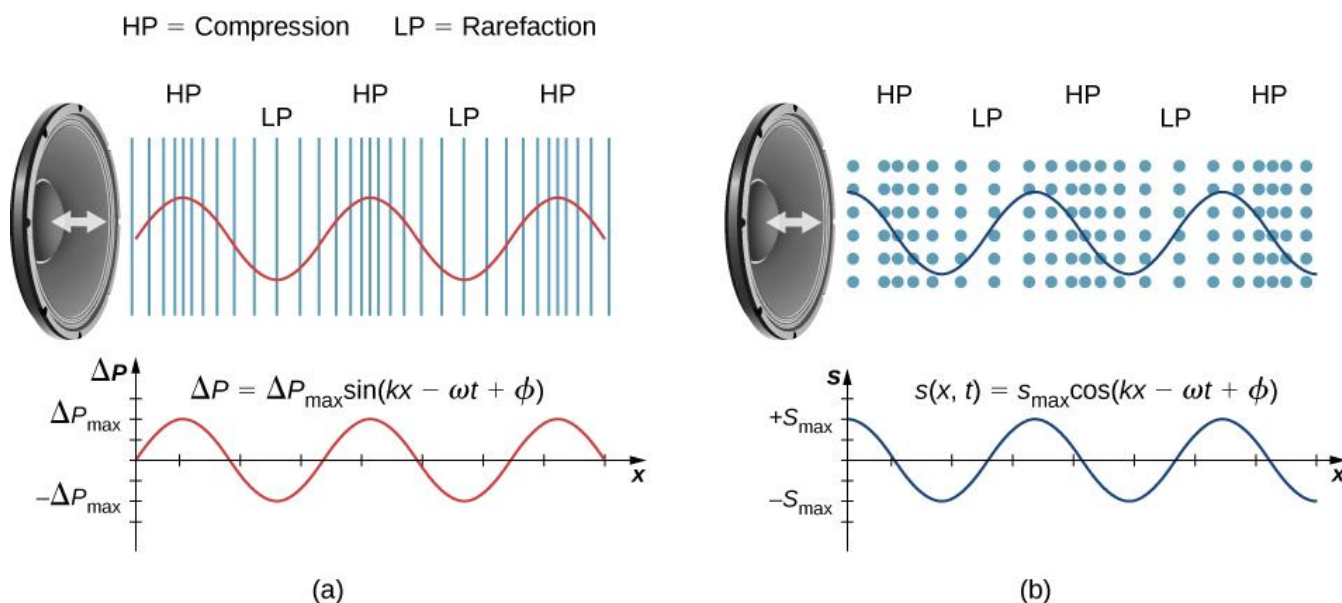 HP = Compression LP = Rarefaction
HP HP HP
LP LP
ΔP
ΔP = ΔPmaxsin(kx − ωt + ϕ)
ΔPmax
x
−ΔPmax
(a)
HP HP HP
LP LP
s
s(x, t) = smaxcos(kx − ωt + ϕ)
+Smax
x
−Smax
(b)